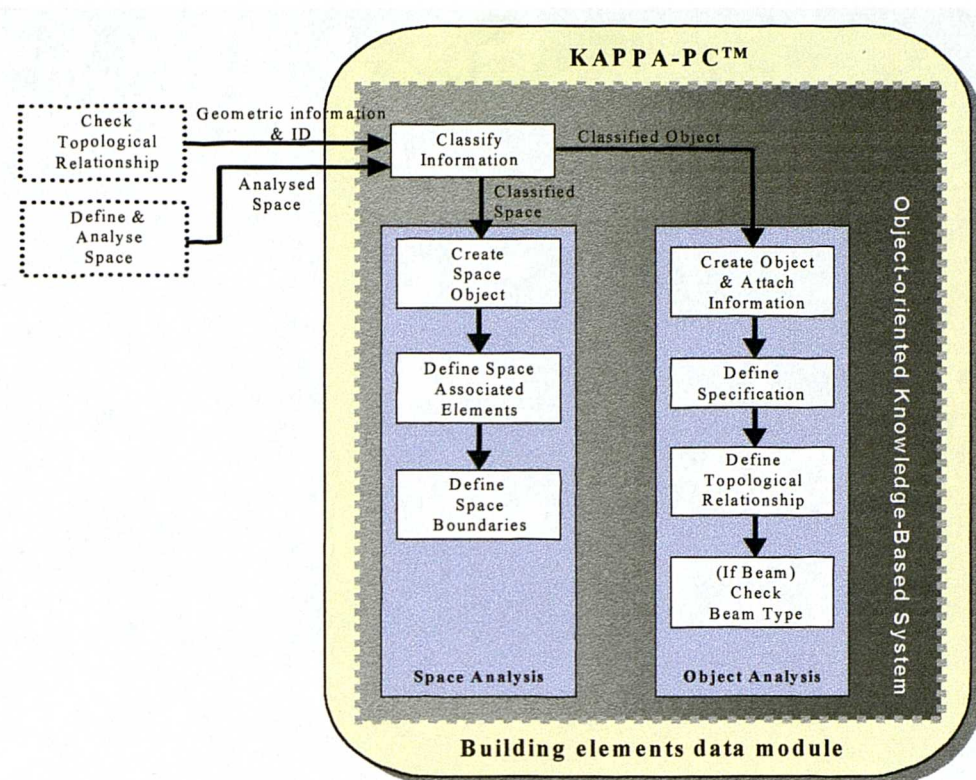 KAPPA-PC™
Check
Topological
Relationship
Geometric information
& ID
Classify
Information
Classified Object
Analysed
Space
Define &
Analyse
Space
Classified
Space
Create
Space
Object
Define Space
Associated
Elements
Define
Space
Boundaries
Space Analysis
Create Object
& Attach
Information
Define
Specification
Define
Topological
Relationship
(If Beam)
Check
Beam Type
Object Analysis
Object-oriented Knowledge-Based System
Building elements data module